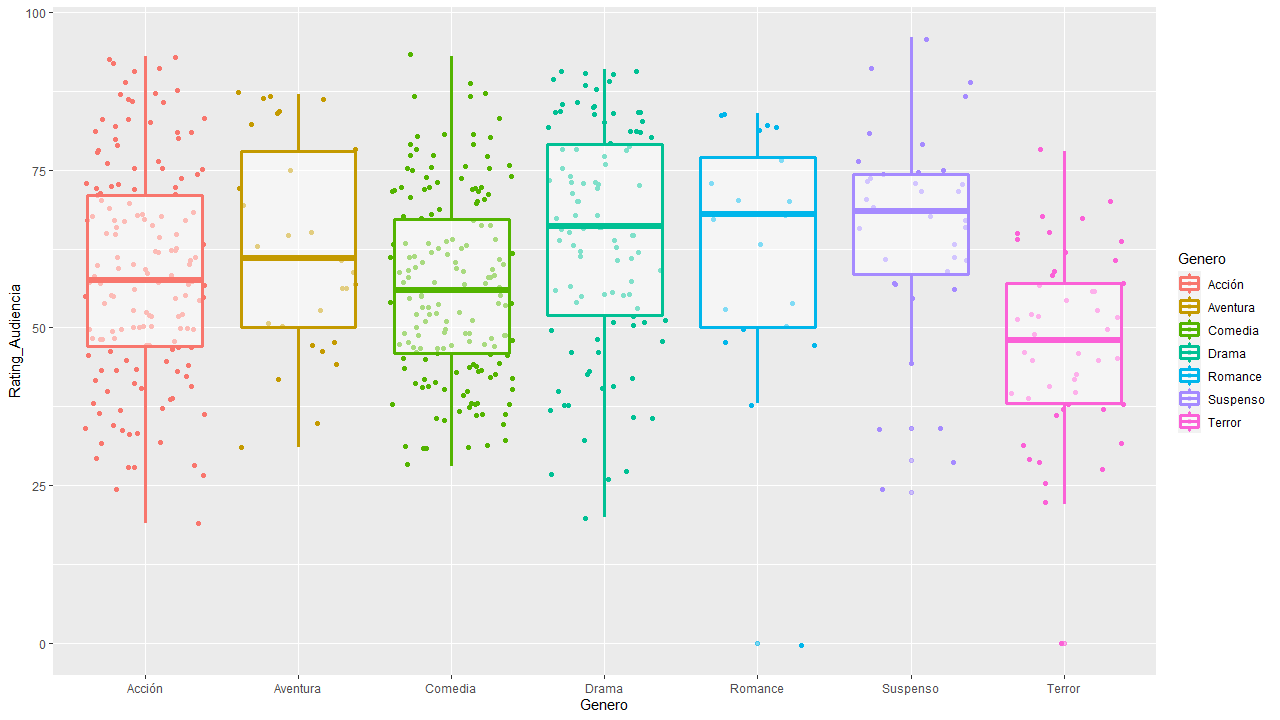 100
75
50
25
0
Rating_Audiencia
Acción
Aventura
Comedia
Drama
Romance
Suspenso
Terror
Genero
Genero
Acción
Aventura
Comedia
Drama
Romance
Suspenso
Terror